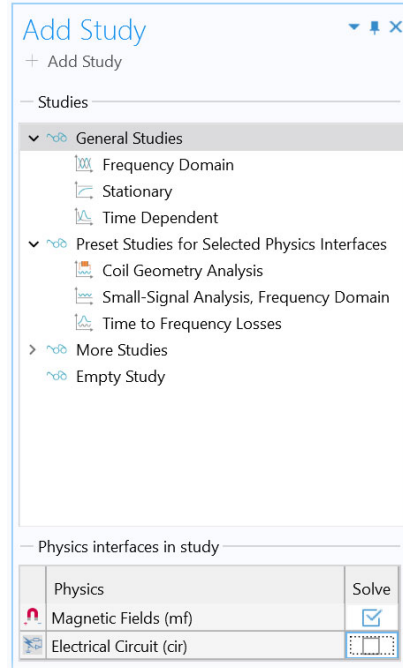 Add Study
+ Add Study
Studies
General Studies
Frequency Domain
Stationary
Time Dependent
Preset Studies for Selected Physics Interfaces
Coil Geometry Analysis
Small-Signal Analysis, Frequency Domain
Time to Frequency Losses
More Studies
Empty Study
Physics interfaces in study
Physics Solve
Magnetic Fields (mf)
Electrical Circuit (cir)